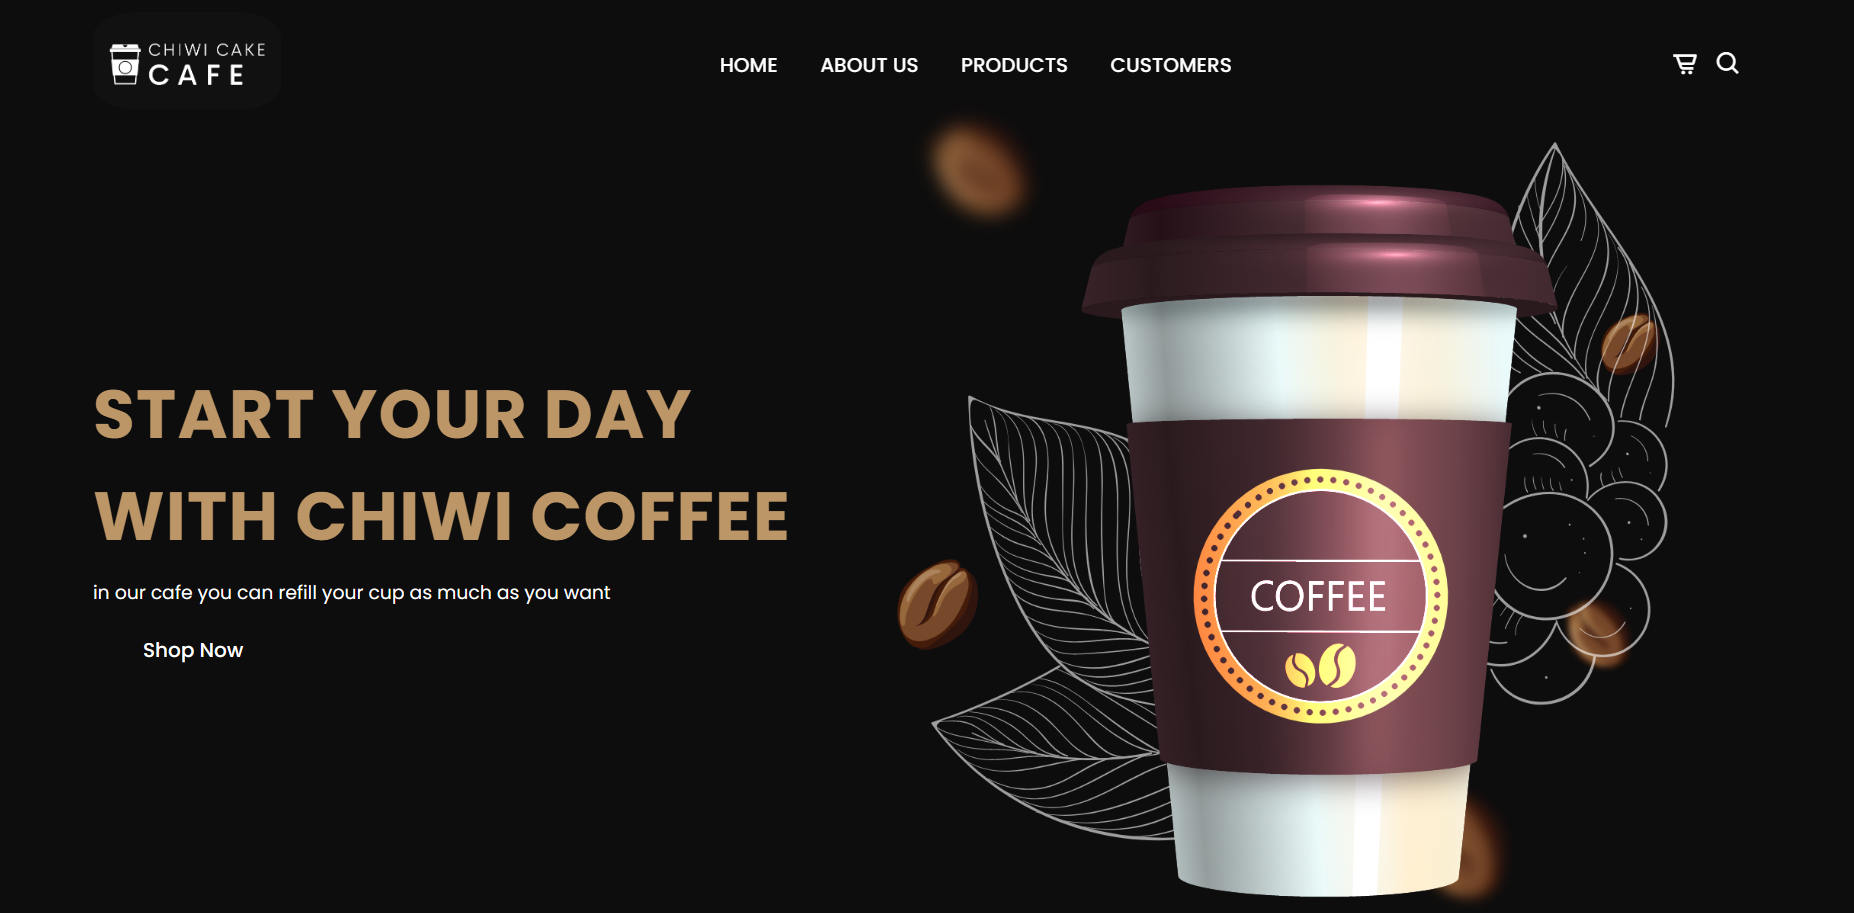 CHIWI CAKE
CAFE
HOME ABOUT US PRODUCTS CUSTOMERS
START YOUR DAY
WITH CHIWI COFFEE
in our cafe you can refill your cup as much as you want
Shop Now
COFFEE